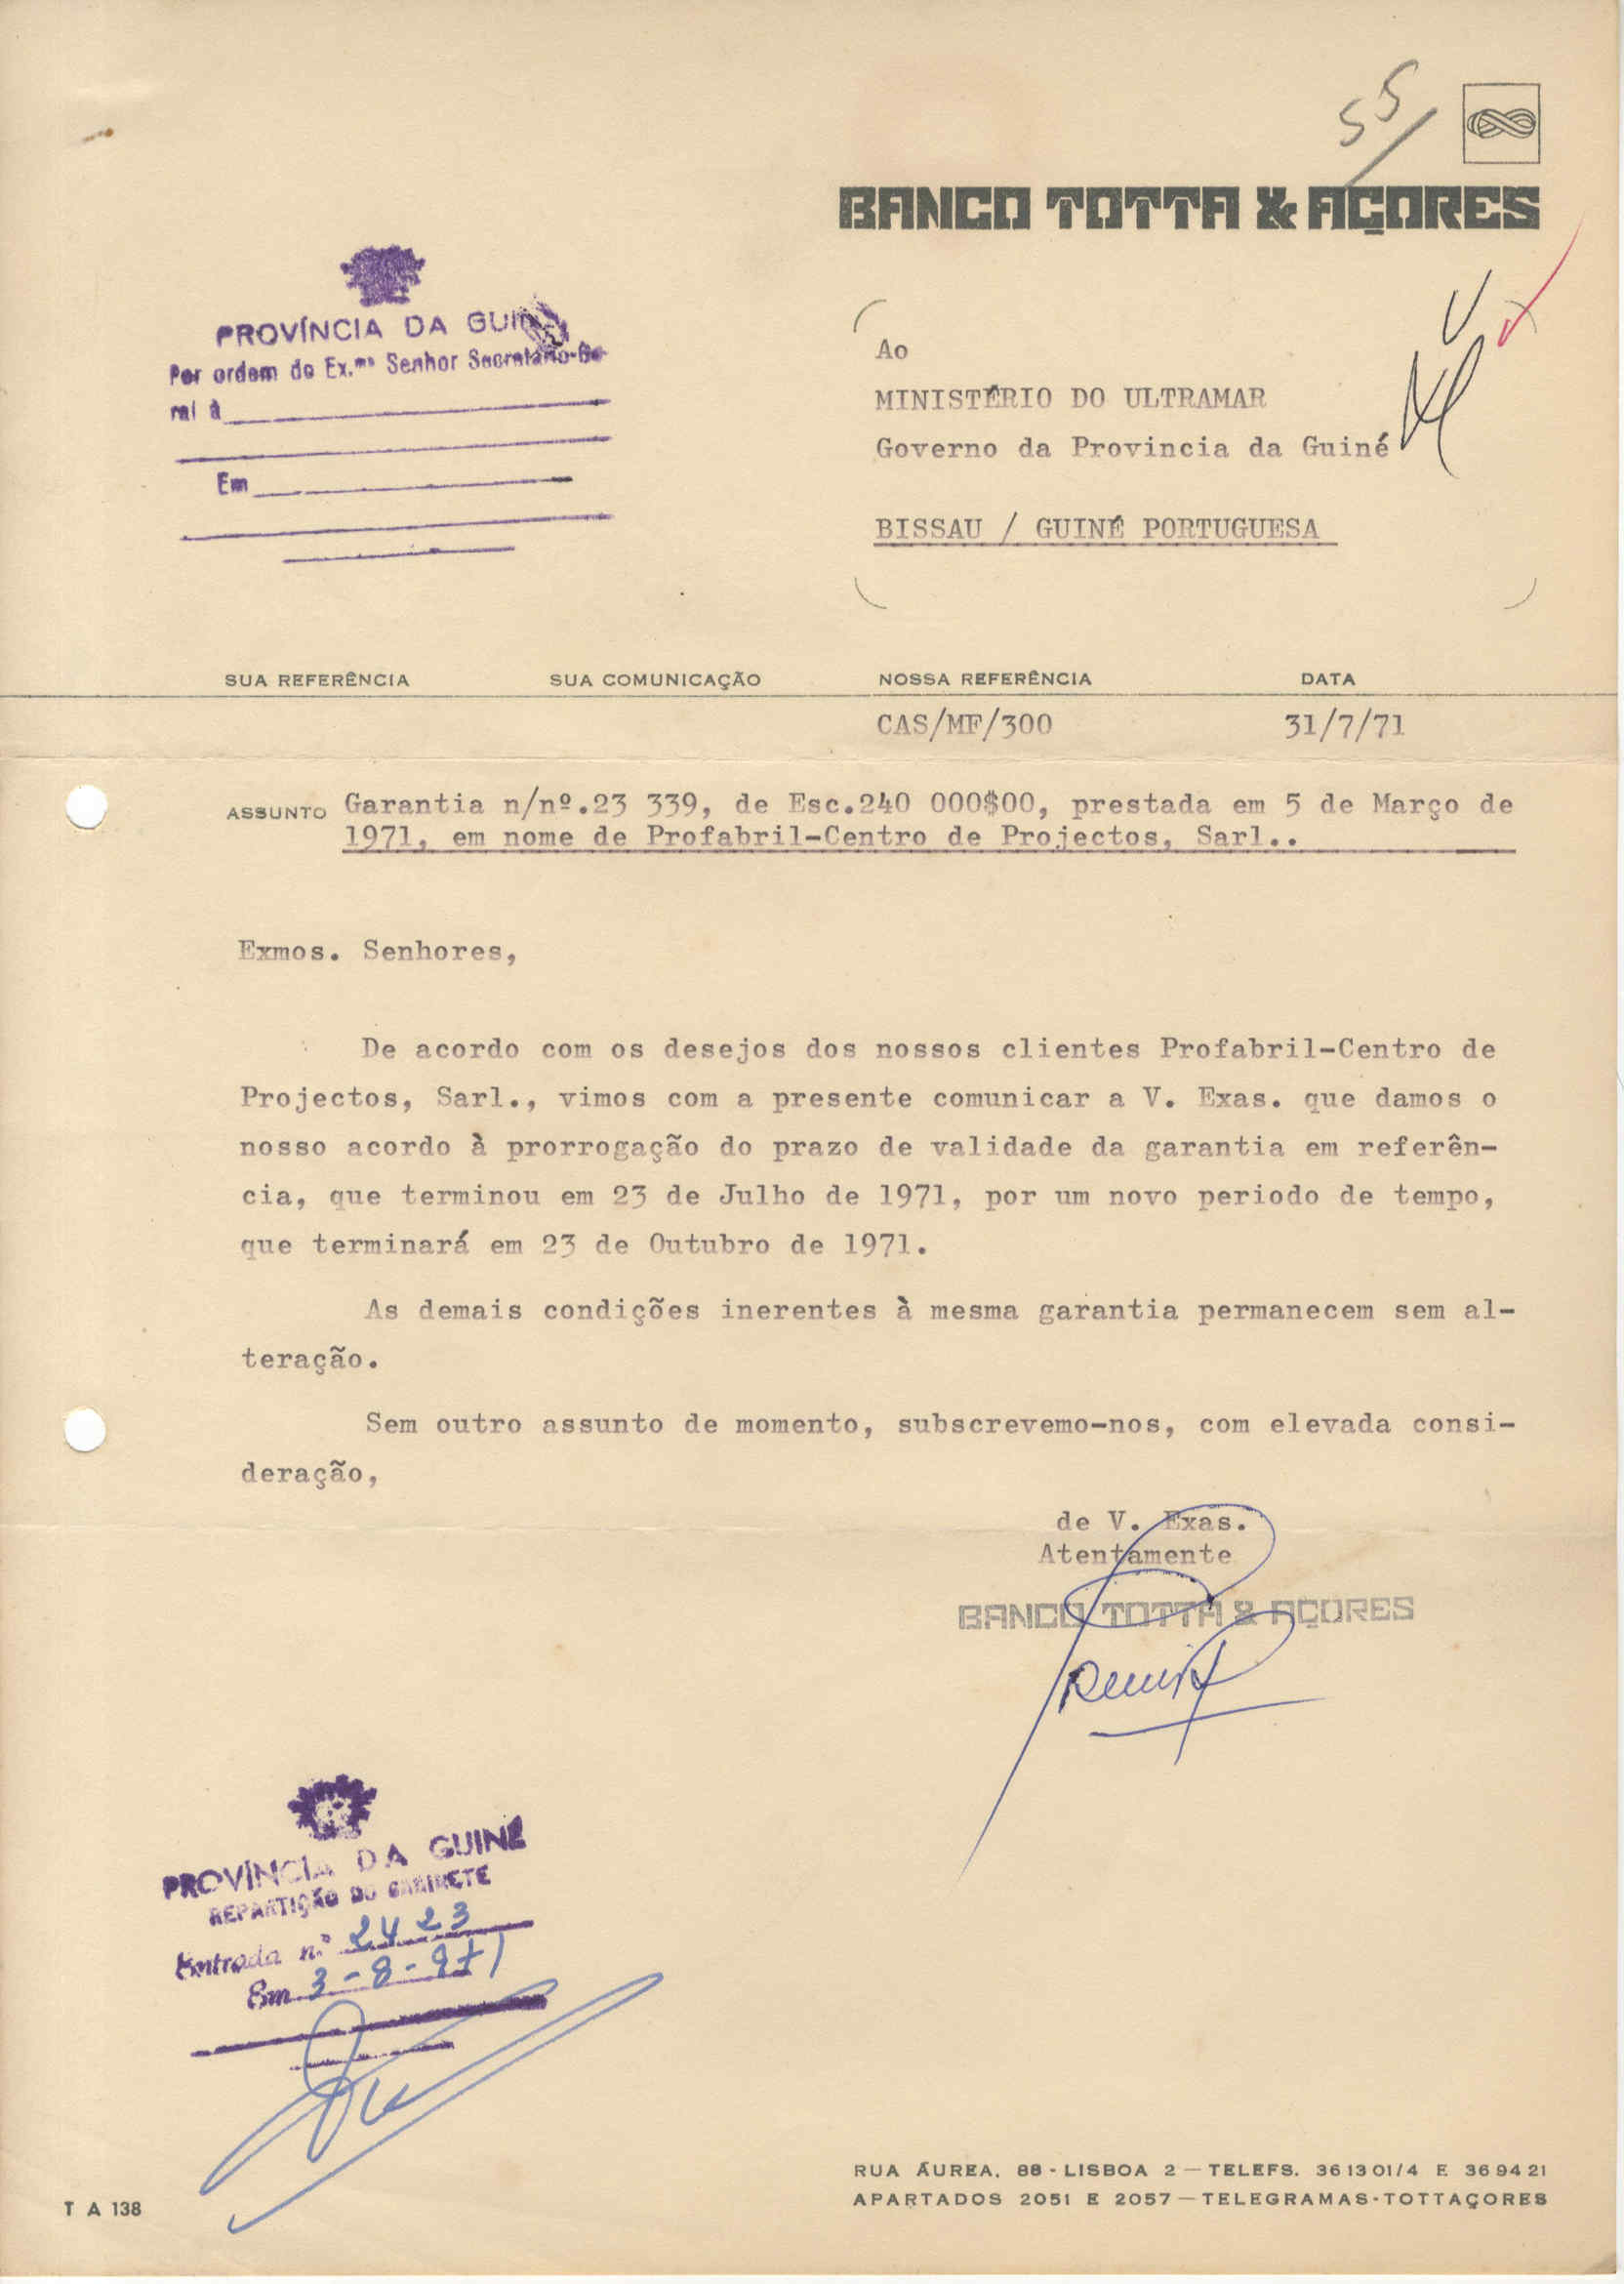 55/
BANCO TOTTA & AÇORES
PROVÍNCIA DA GUINÉ
Por ordem do Ex.mo Senhor Secretário-Ge-
ral à
Em
Ao
MINISTÉRIO DO ULTRAMAR
Governo da Provincia da Guiné
BISSAU / GUINÉ PORTUGUESA
SUA REFERÊNCIA SUA COMUNICAÇÃO NOSSA REFERÊNCIA DATA
CAS/MF/300 31/7/71
ASSUNTO Garantia n/nº.23 339, de Esc.240 000$00, prestada em 5 de Março de
1971, em nome de Profabril-Centro de Projectos, Sarl..
Exmos. Senhores,
De acordo com os desejos dos nossos clientes Profabril-Centro de
Projectos, Sarl., vimos com a presente comunicar a V. Exas. que damos o
nosso acordo à prorrogação do prazo de validade da garantia em referên-
cia, que terminou em 23 de Julho de 1971, por um novo periodo de tempo,
que terminará em 23 de Outubro de 1971.
As demais condições inerentes à mesma garantia permanecem sem al-
teração.
Sem outro assunto de momento, subscrevemo-nos, com elevada consi-
deração,
de V. Exas.
Atentamente
BANCO TOTTA & AÇORES
PROVÍNCIA DA GUINÉ
REPARTIÇÃO DO GABINETE
Entrada n.º 2423
Em 3-8-971
RUA ÁUREA, 88 - LISBOA 2 — TELEFS. 36 13 01/4 E 36 94 21
APARTADOS 2051 E 2057 — TELEGRAMAS-TOTTAÇORES
T A 138